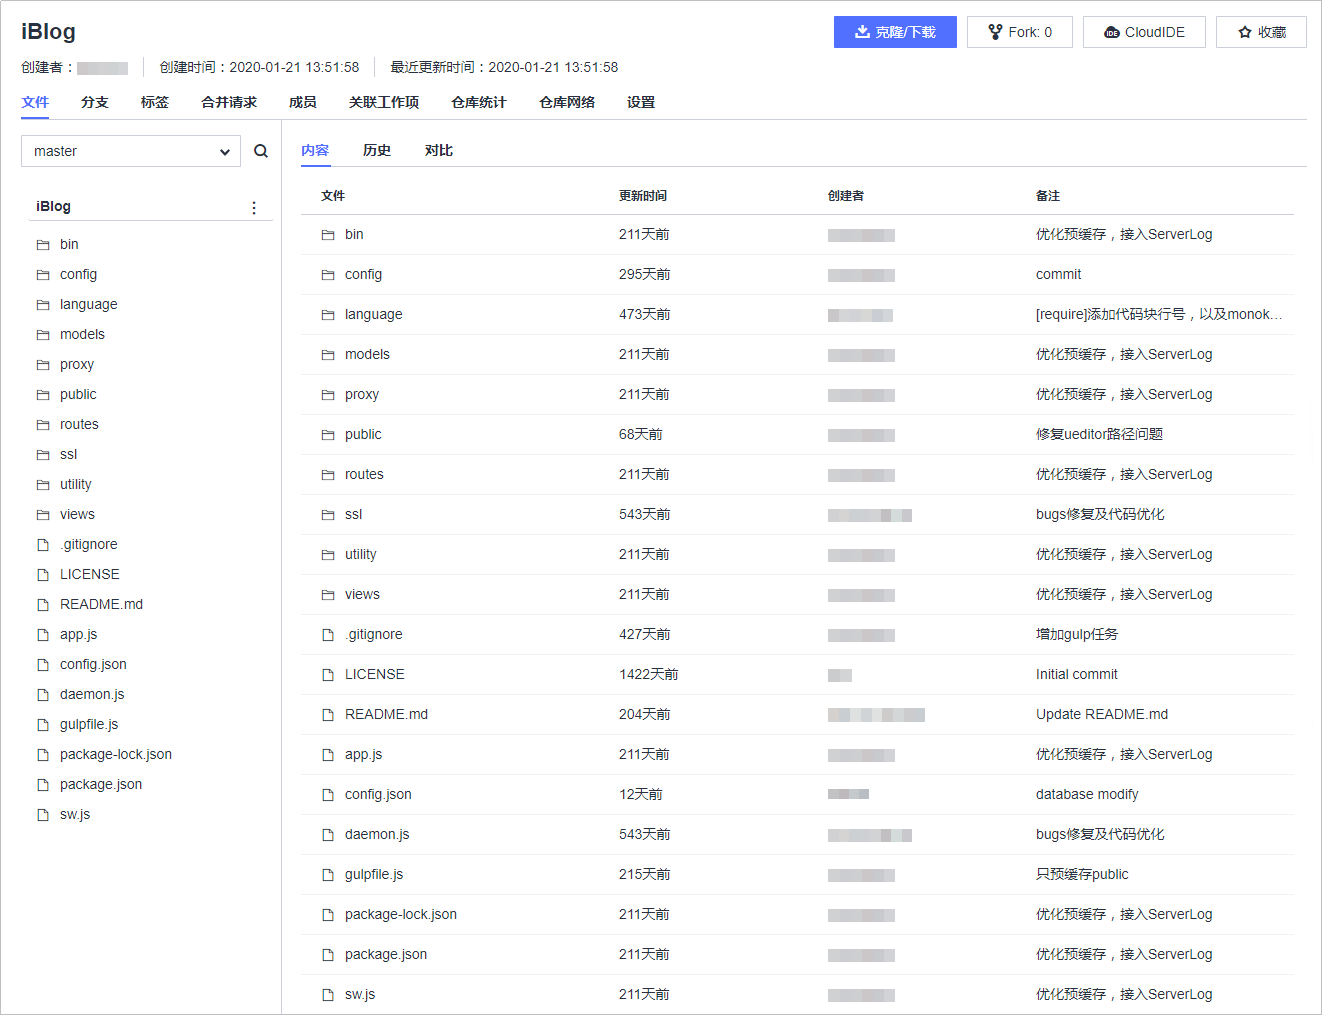 iBlog
克隆/下载
Fork: 0
CloudIDE
收藏
创建者：
创建时间：2020-01-21 13:51:58
最近更新时间：2020-01-21 13:51:58
文件 分支 标签 合并请求 成员 关联工作项 仓库统计 仓库网络 设置
master
iBlog
bin
config
language
models
proxy
public
routes
ssl
utility
views
.gitignore
LICENSE
README.md
app.js
config.json
daemon.js
gulpfile.js
package-lock.json
package.json
sw.js
内容 历史 对比
文件 更新时间 创建者 备注
bin 211天前 优化预缓存，接入ServerLog
config 295天前 commit
language 473天前 [require]添加代码块行号，以及monok...
models 211天前 优化预缓存，接入ServerLog
proxy 211天前 优化预缓存，接入ServerLog
public 68天前 修复ueditor路径问题
routes 211天前 优化预缓存，接入ServerLog
ssl 543天前 bugs修复及代码优化
utility 211天前 优化预缓存，接入ServerLog
views 211天前 优化预缓存，接入ServerLog
.gitignore 427天前 增加gulp任务
LICENSE 1422天前 Initial commit
README.md 204天前 Update README.md
app.js 211天前 优化预缓存，接入ServerLog
config.json 12天前 database modify
daemon.js 543天前 bugs修复及代码优化
gulpfile.js 215天前 只预缓存public
package-lock.json 211天前 优化预缓存，接入ServerLog
package.json 211天前 优化预缓存，接入ServerLog
sw.js 211天前 优化预缓存，接入ServerLog